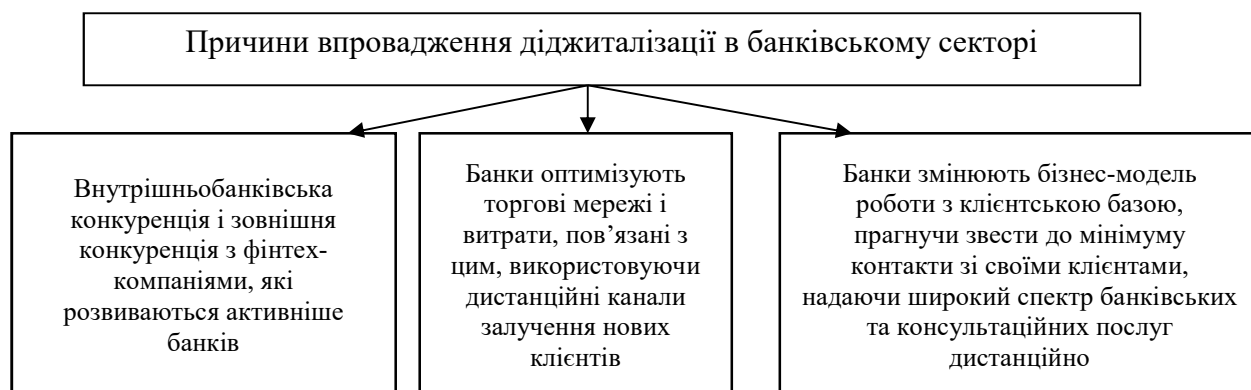 Причини впровадження діджиталізації в банківському секторі
Внутрішньобанківська
конкуренція і зовнішня
конкуренція з фінтех-
компаніями, які
розвиваються активніше
банків
Банки оптимізують
торгові мережі і
витрати, пов’язані з
цим, використовуючи
дистанційні канали
залучення нових
клієнтів
Банки змінюють бізнес-модель
роботи з клієнтською базою,
прагнучи звести до мінімуму
контакти зі своїми клієнтами,
надаючи широкий спектр банківських
та консультаційних послуг
дистанційно